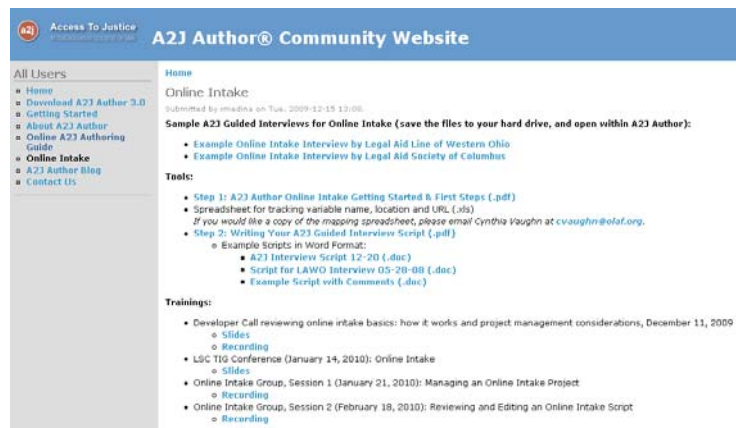 a2j
Access To Justice
A2J Author® Community Website
All Users
Home
Download A2J Author 3.0
Getting Started
About A2J Author
Online A2J Authoring
Guide
Online Intake
A2J Author Blog
Contact Us
Home
Online Intake
Submitted by rmedina on Tue, 2009-12-15 13:00.
Sample A2J Guided Interviews for Online Intake (save the files to your hard drive, and open within A2J Author):
Example Online Intake Interview by Legal Aid Line of Western Ohio
Example Online Intake Interview by Legal Aid Society of Columbus
Tools:
Step 1: A2J Author Online Intake Getting Started & First Steps (.pdf)
Spreadsheet for tracking variable name, location and URL (.xls)
If you would like a copy of the mapping spreadsheet, please email Cynthia Vaughn at cvaughn@olaf.org.
Step 2: Writing Your A2J Guided Interview Script (.pdf)
Example Scripts in Word Format:
A2J Interview Script 12-20 (.doc)
Script for LAWO Interview 05-28-08 (.doc)
Example Script with Comments (.doc)
Trainings:
Developer Call reviewing online intake basics: how it works and project management considerations, December 11, 2009
Slides
Recording
LSC TIG Conference (January 14, 2010): Online Intake
Slides
Online Intake Group, Session 1 (January 21, 2010): Managing an Online Intake Project
Recording
Online Intake Group, Session 2 (February 18, 2010): Reviewing and Editing an Online Intake Script
Recording